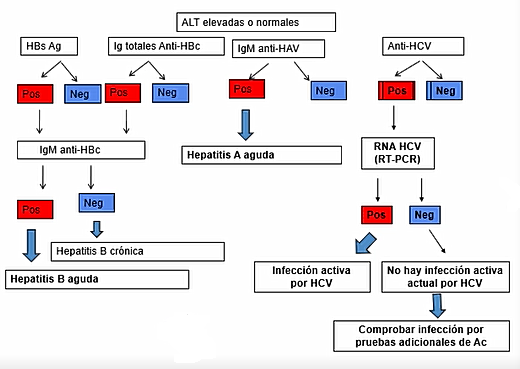 ALT elevadas o normales
HBs Ag
Ig totales Anti-HBc
IgM anti-HAV
Anti-HCV
Pos
Neg
Pos
Neg
Pos
Neg
Pos
Neg
IgM anti-HBc
Hepatitis A aguda
RNA HCV
(RT-PCR)
Pos
Neg
Pos
Neg
Hepatitis B crónica
Hepatitis B aguda
Infección activa
por HCV
No hay infección activa
actual por HCV
Comprobar infección por
pruebas adicionales de Ac